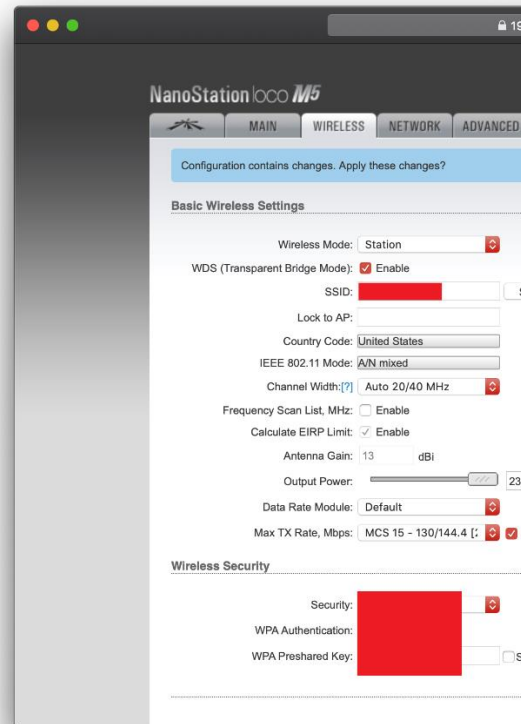 19
NanoStation loco M5
MAIN WIRELESS NETWORK ADVANCED
Configuration contains changes. Apply these changes?
Basic Wireless Settings
Wireless Mode: Station
WDS (Transparent Bridge Mode): Enable
SSID: S
Lock to AP:
Country Code: United States
IEEE 802.11 Mode: A/N mixed
Channel Width:[?] Auto 20/40 MHz
Frequency Scan List, MHz: Enable
Calculate EIRP Limit: Enable
Antenna Gain: 13 dBi
Output Power: 23
Data Rate Module: Default
Max TX Rate, Mbps: MCS 15 - 130/144.4 [
Wireless Security
Security:
WPA Authentication:
WPA Preshared Key: S